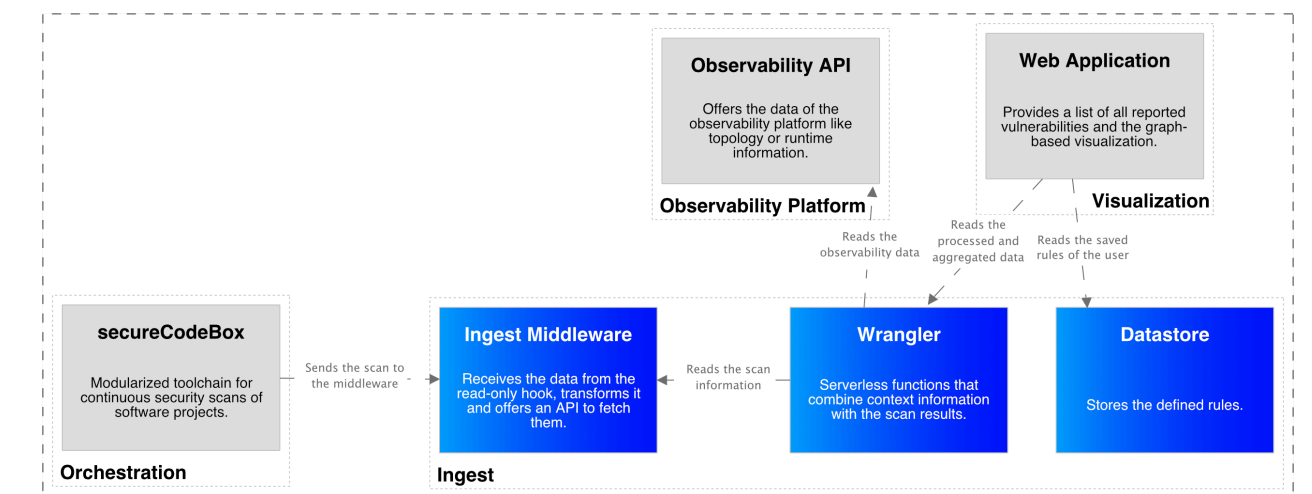 Observability API
Offers the data of the
observability platform like
topology or runtime
information.
Observability Platform
Web Application
Provides a list of all reported
vulnerabilities and the graph-
based visualization.
Visualization
Reads the
observability data
Reads the
processed and
aggregated data
Reads the saved
rules of the user
secureCodeBox
Modularized toolchain for
continuous security scans of
software projects.
Orchestration
Sends the scan to
the middleware
Ingest Middleware
Receives the data from the
read-only hook, transforms it
and offers an API to fetch
them.
Reads the scan
information
Wrangler
Serverless functions that
combine context information
with the scan results.
Datastore
Stores the defined rules.
Ingest